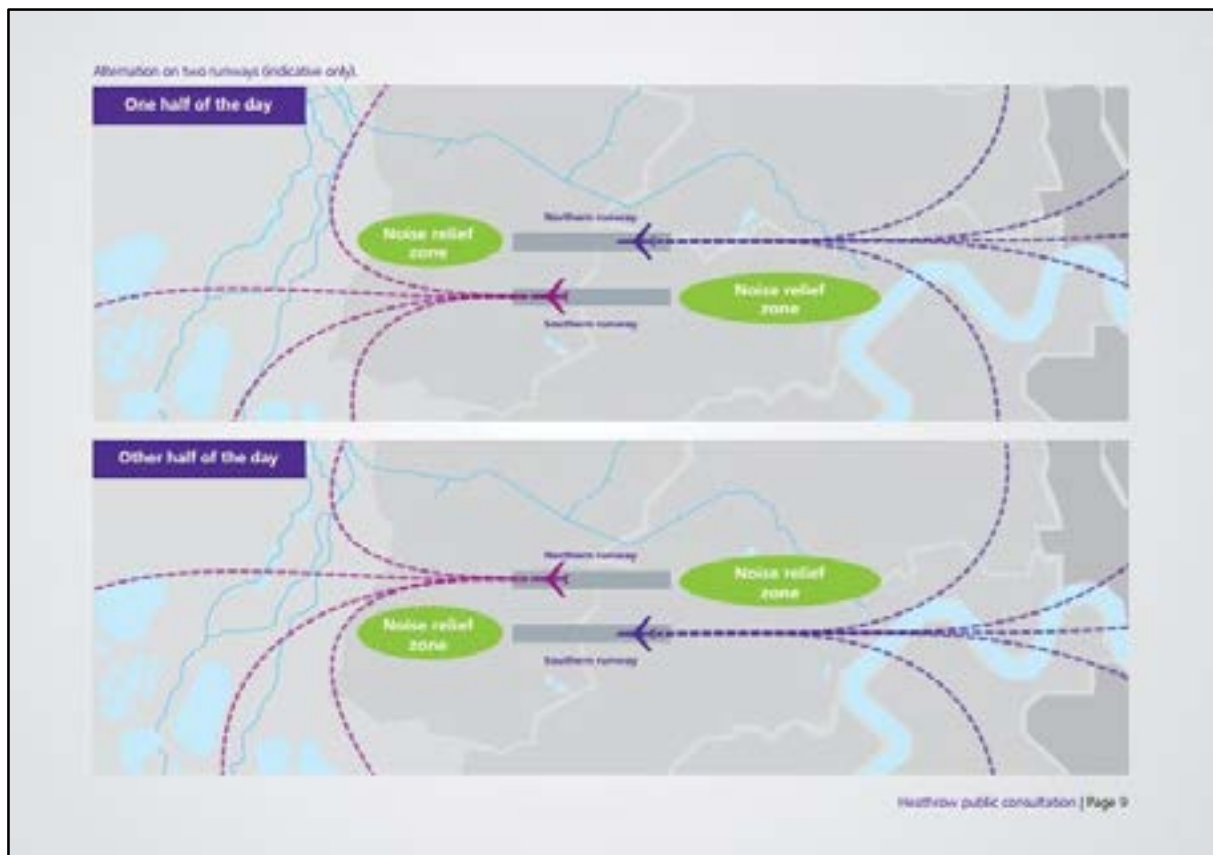 Alternation on two runways (indicative only).
One half of the day
Northern runway
Noise relief
zone
Noise relief
zone
Southern runway
Other half of the day
Northern runway
Noise relief
zone
Noise relief
zone
Southern runway
Heathrow public consultation | Page 9